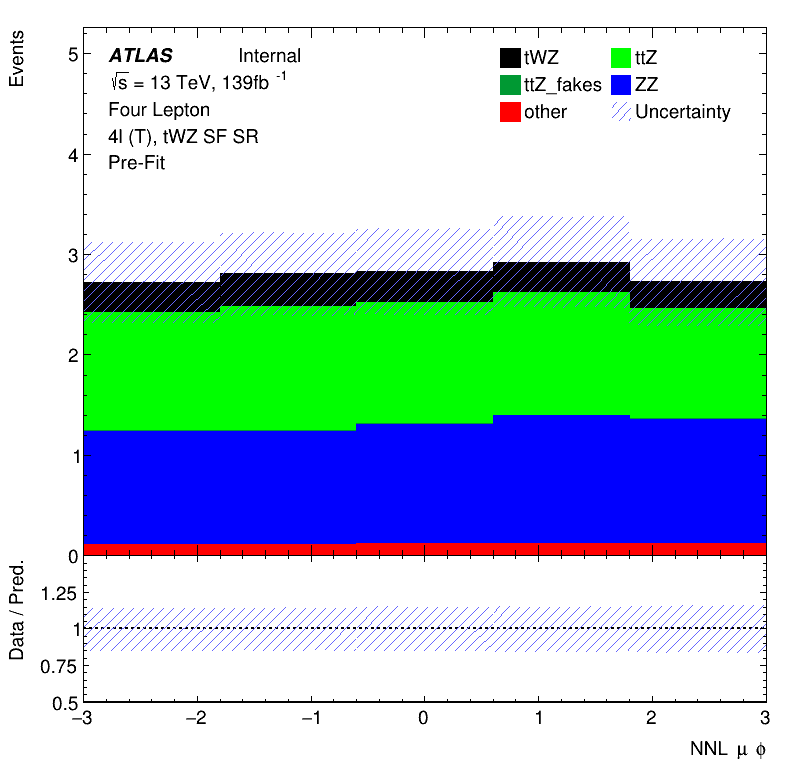 Events
ATLAS Internal
√s = 13 TeV, 139fb⁻¹
Four Lepton
4l (T), tWZ SF SR
Pre-Fit
tWZ ttZ
ttZ_fakes ZZ
other Uncertainty
5
4
3
2
1
0
Data / Pred.
1.25
1
0.75
0.5
−3 −2 −1 0 1 2 3
NNL μ φ